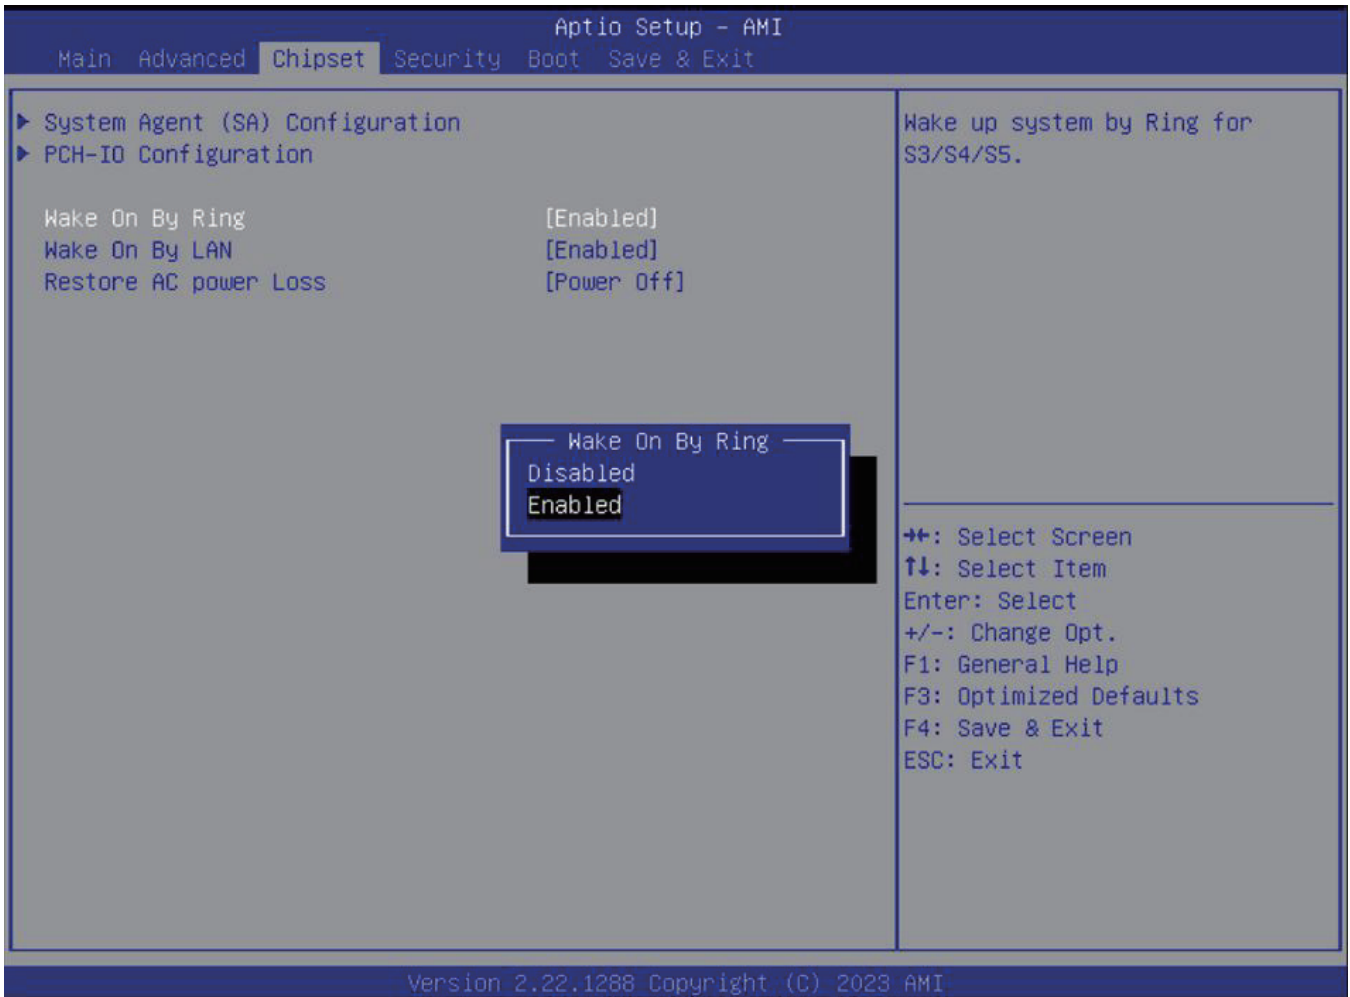 Aptio Setup – AMI
Main Advanced Chipset Security Boot Save & Exit
System Agent (SA) Configuration
PCH-IO Configuration
Wake On By Ring [Enabled]
Wake On By LAN [Enabled]
Restore AC power Loss [Power Off]
Wake up system by Ring for
S3/S4/S5.
Wake On By Ring
Disabled
Enabled
→←: Select Screen
↑↓: Select Item
Enter: Select
+/-: Change Opt.
F1: General Help
F3: Optimized Defaults
F4: Save & Exit
ESC: Exit
Version 2.22.1288 Copyright (C) 2023 AMI